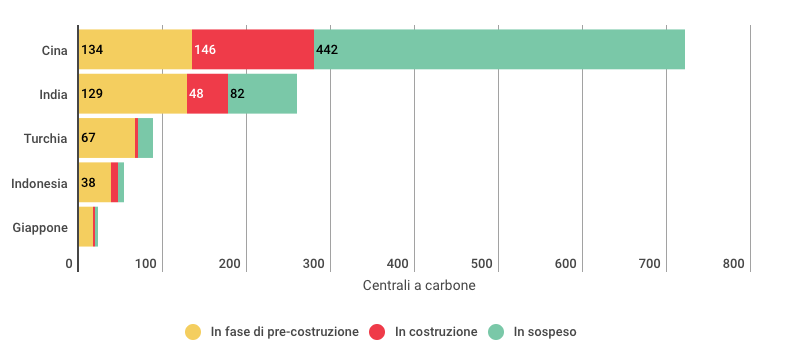 Cina 134 146 442
India 129 48 82
Turchia 67
Indonesia 38
Giappone
0 100 200 300 400 500 600 700 800
Centrali a carbone
In fase di pre-costruzione In costruzione In sospeso